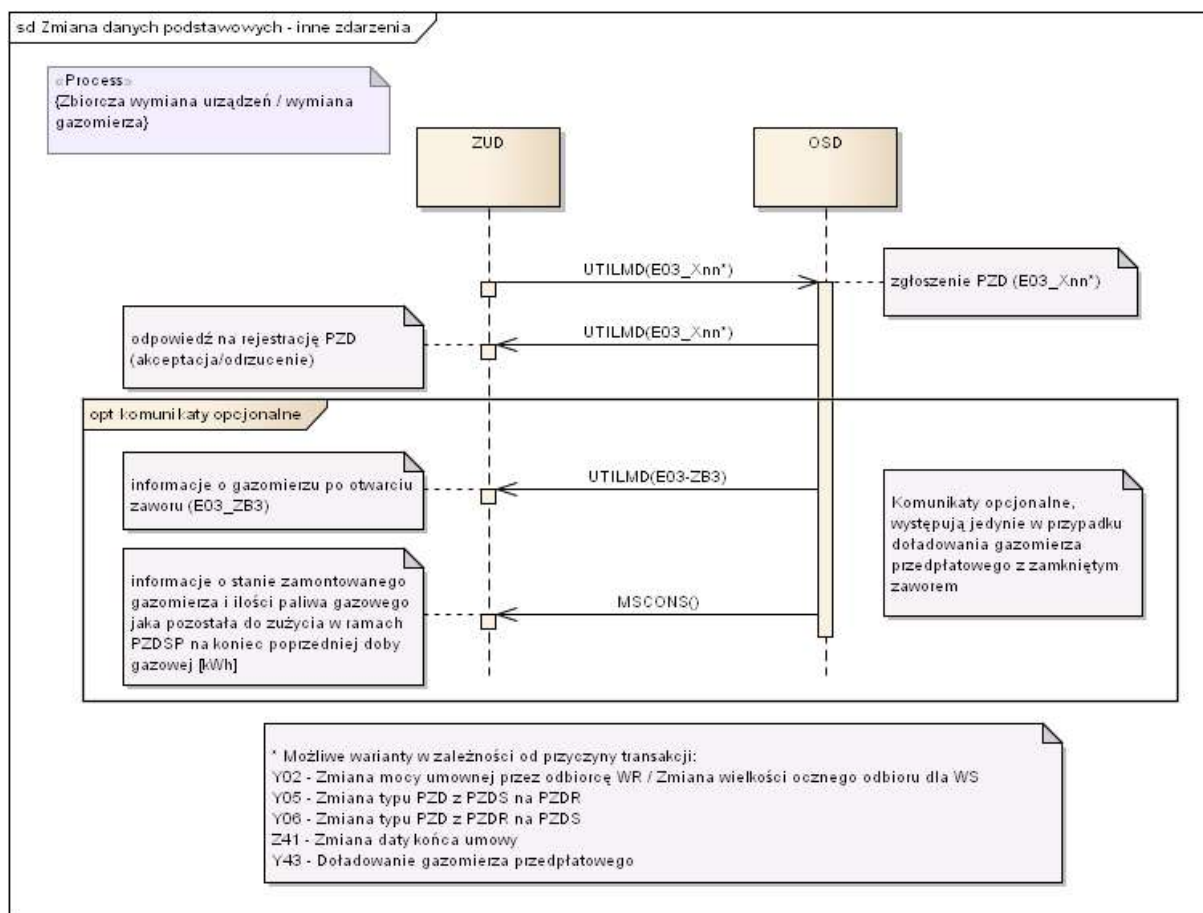 sd Zmiana danych podstawowych - inne zdarzenia
«Process»
{Zbiorcza wymiana urządzeń / wymiana
gazomierza}
ZUD
OSD
UTILMD(E03_Xnn*)
zgłoszenie PZD (E03_Xnn*)
UTILMD(E03_Xnn*)
odpowiedź na rejestrację PZD
(akceptacja/odrzucenie)
opt komunikaty opcjonalne
UTILMD(E03-ZB3)
informacje o gazomierzu po otwarciu
zaworu (E03_ZB3)
Komunikaty opcjonalne,
występują jedynie w przypadku
doładowania gazomierza
przedpłatowego z zamkniętym
zaworem
informacje o stanie zamontowanego
gazomierza i ilości paliwa gazowego
jaka pozostała do zużycia w ramach
PZDSP na koniec poprzedniej doby
gazowej [kWh]
MSCONS()
* Możliwe warianty w zależności od przyczyny transakcji:
Y02 - Zmiana mocy umownej przez odbiorcę WR / Zmiana wielkości ocznego odbioru dla WS
Y05 - Zmiana typu PZD z PZDS na PZDR
Y06 - Zmiana typu PZD z PZDR na PZDS
Z41 - Zmiana daty końca umowy
Y43 - Doładowanie gazomierza przedpłatowego